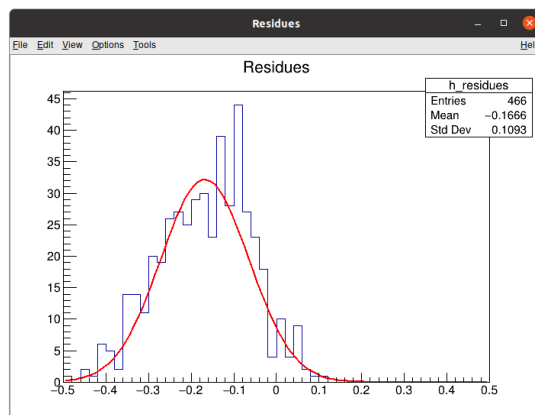 Residues
File Edit View Options Tools Hel
Residues
h_residues
Entries 466
Mean −0.1666
Std Dev 0.1093
45
40
35
30
25
20
15
10
5
0
−0.5 −0.4 −0.3 −0.2 −0.1 0 0.1 0.2 0.3 0.4 0.5